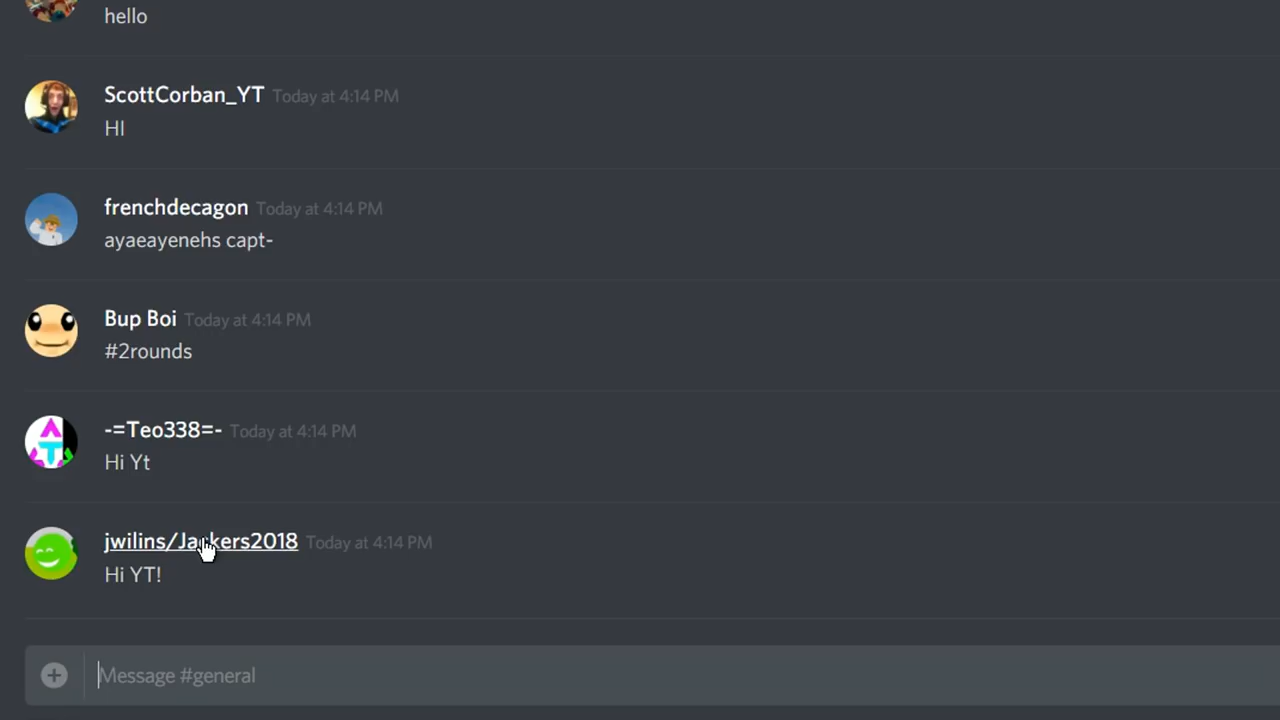 hello
ScottCorban_YT Today at 4:14 PM
HI
frenchdecagon Today at 4:14 PM
ayaeayenehs capt-
Bup Boi Today at 4:14 PM
#2rounds
-=Teo338=- Today at 4:14 PM
Hi Yt
jwilins/Jackers2018 Today at 4:14 PM
Hi YT!
Message #general